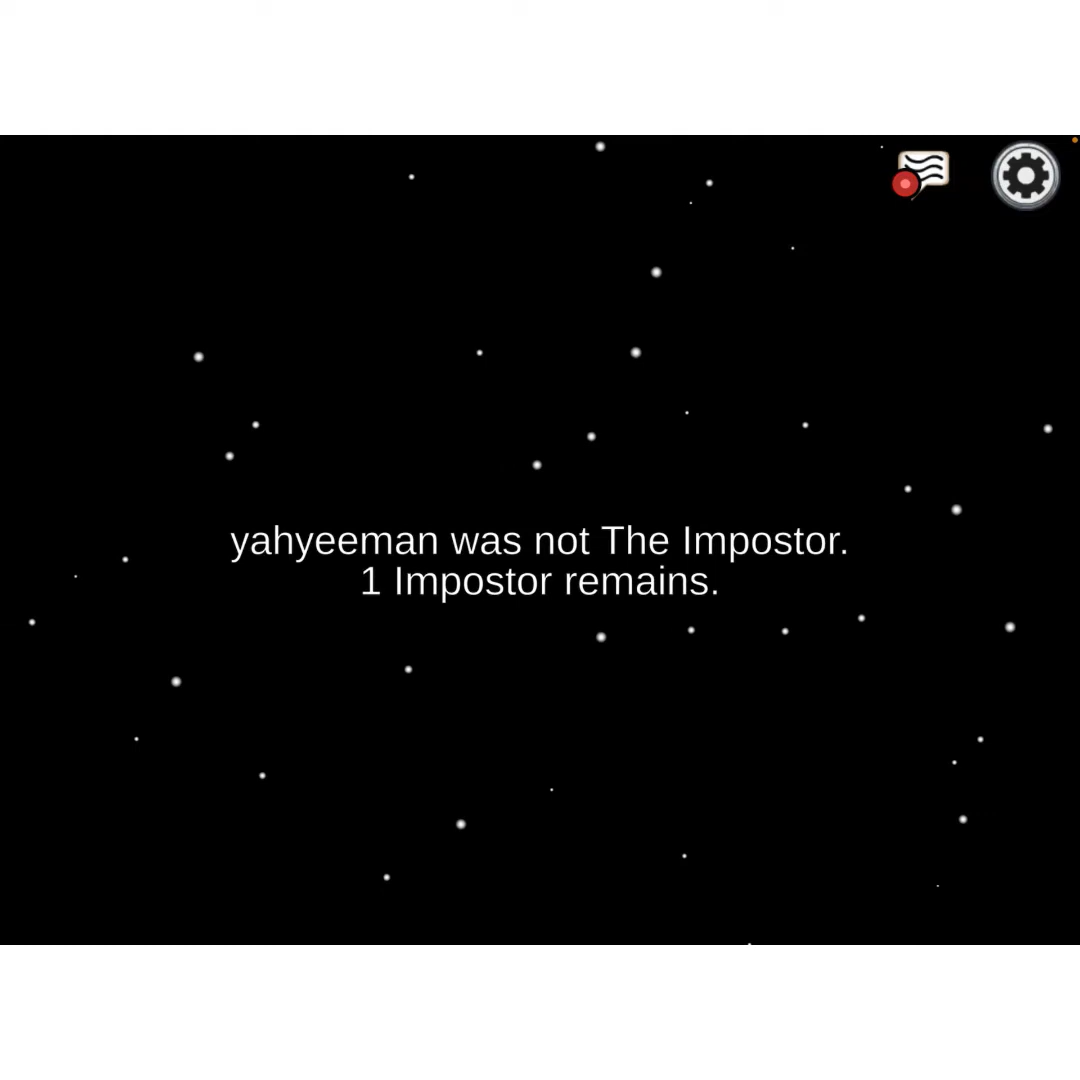 yahyeeman was not The Impostor.
1 Impostor remains.